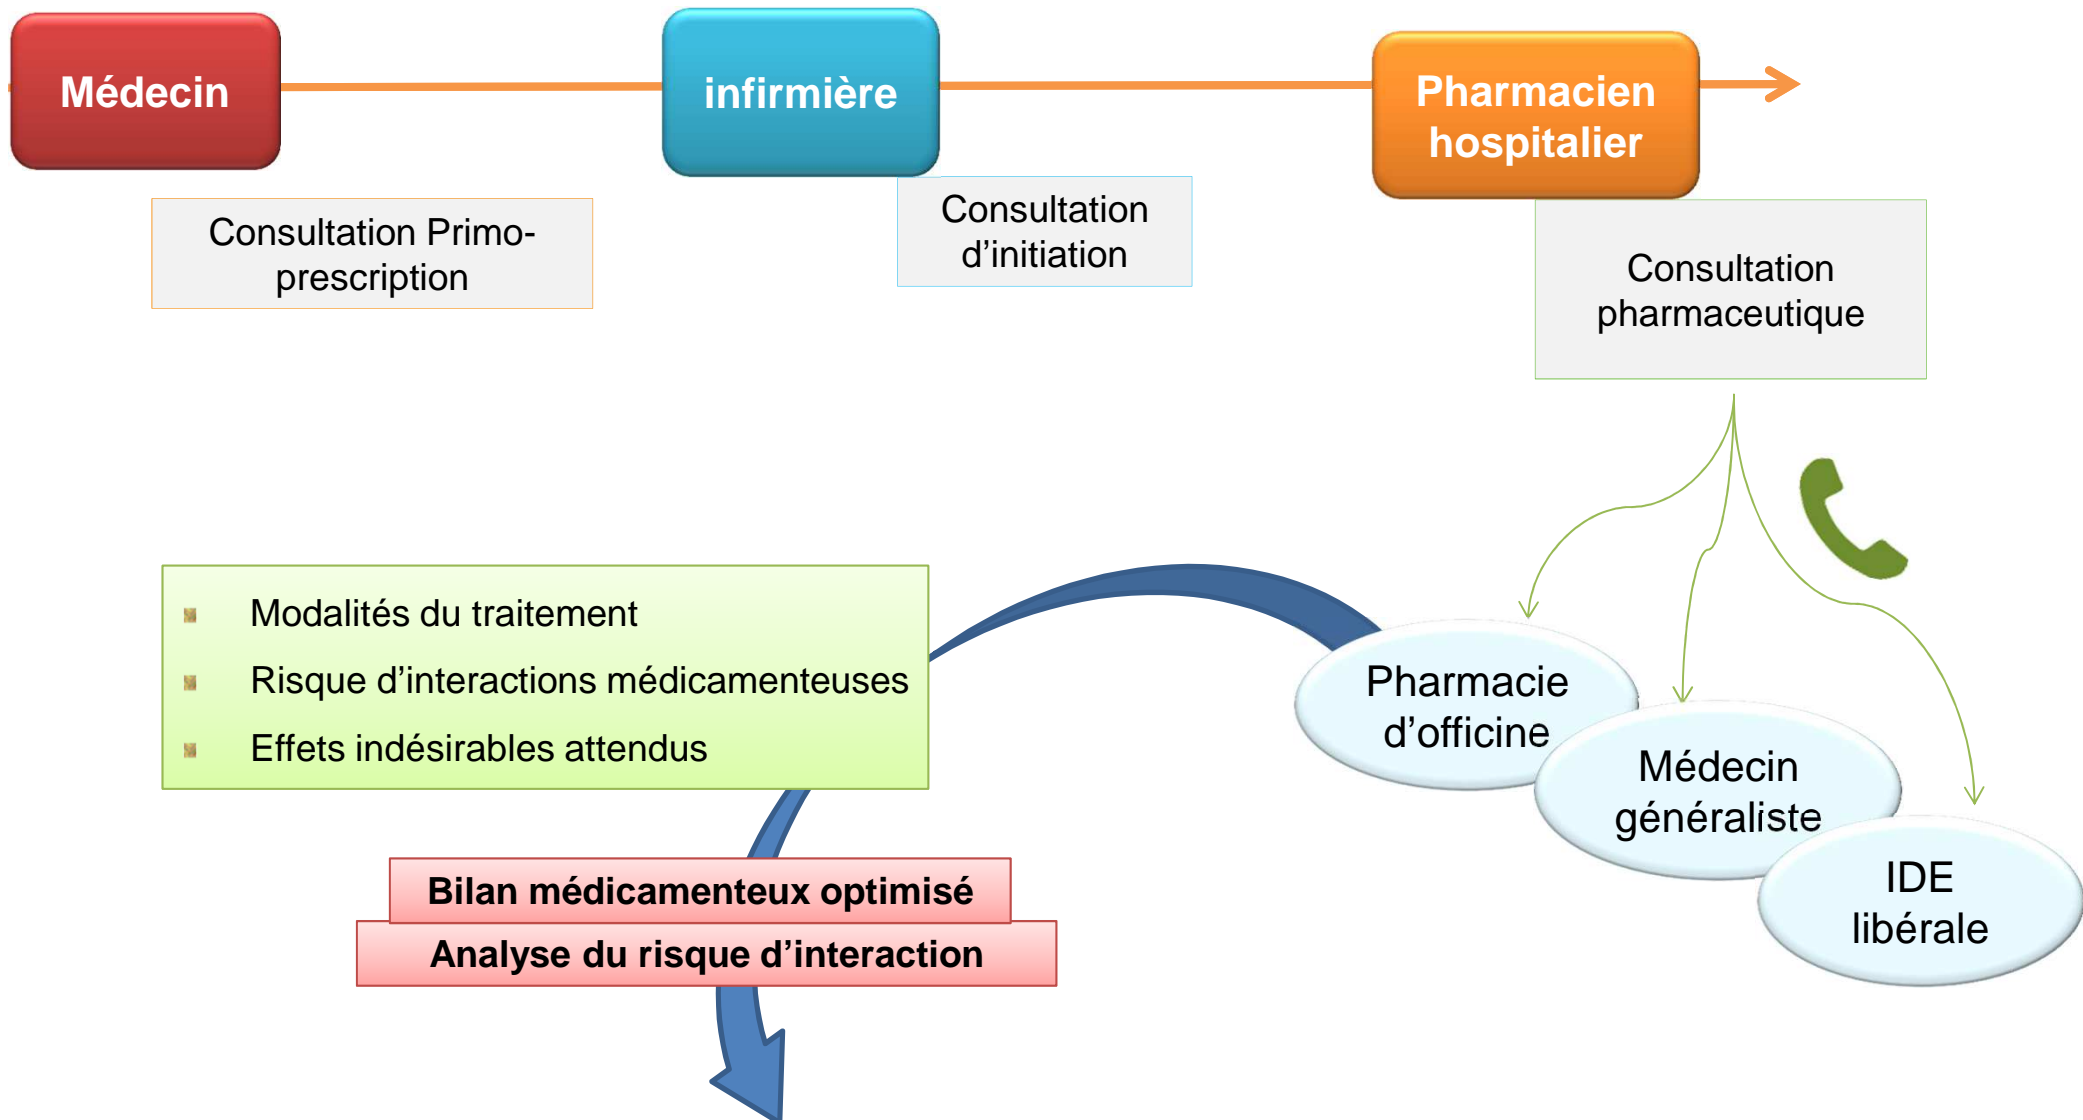 Médecin
infirmière
Pharmacien
hospitalier
Consultation Primo-
prescription
Consultation
d’initiation
Consultation
pharmaceutique
Modalités du traitement
Risque d’interactions médicamenteuses
Effets indésirables attendus
Pharmacie
d’officine
Médecin
généraliste
IDE
libérale
Bilan médicamenteux optimisé
Analyse du risque d’interaction